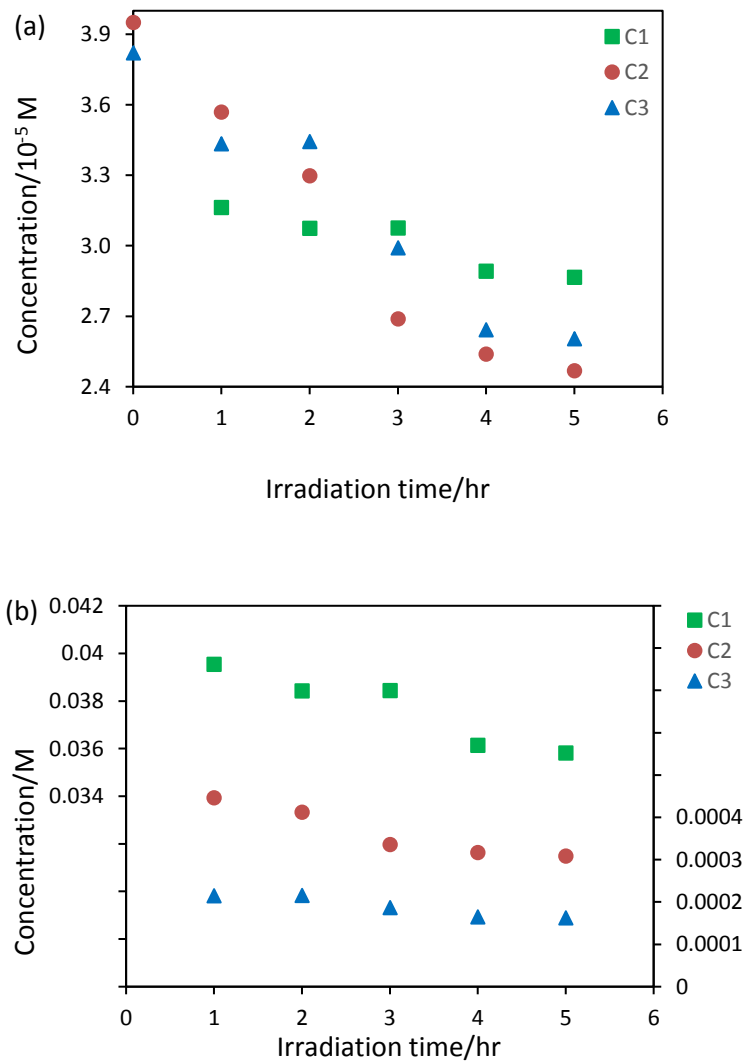 (a)
3.9
3.6
3.3
3.0
2.7
2.4
Concentration/10⁻⁵ M
C1
C2
C3
0 1 2 3 4 5 6
Irradiation time/hr
(b)
0.042
0.04
0.038
0.036
0.034
Concentration/M
C1
C2
C3
0.0004
0.0003
0.0002
0.0001
0
0 1 2 3 4 5 6
Irradiation time/hr